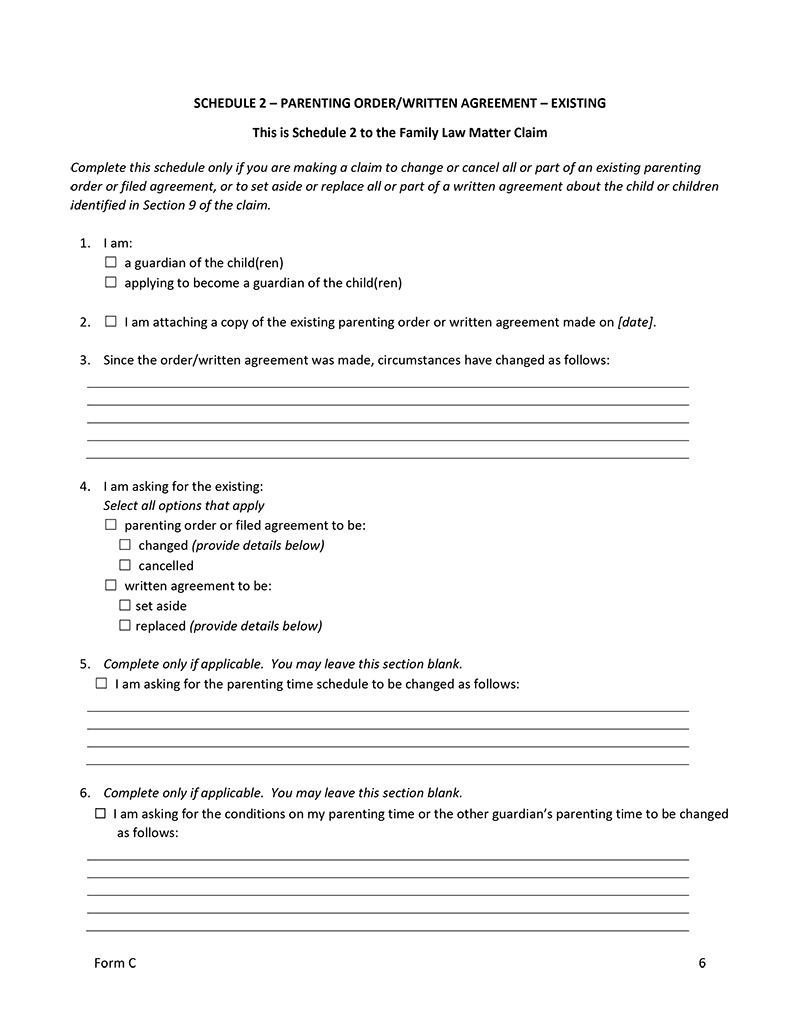 SCHEDULE 2 – PARENTING ORDER/WRITTEN AGREEMENT – EXISTING
This is Schedule 2 to the Family Law Matter Claim
Complete this schedule only if you are making a claim to change or cancel all or part of an existing parenting
order or filed agreement, or to set aside or replace all or part of a written agreement about the child or children
identified in Section 9 of the claim.
1. I am:
☐ a guardian of the child(ren)
☐ applying to become a guardian of the child(ren)
2. ☐ I am attaching a copy of the existing parenting order or written agreement made on [date].
3. Since the order/written agreement was made, circumstances have changed as follows:
4. I am asking for the existing:
Select all options that apply
☐ parenting order or filed agreement to be:
☐ changed (provide details below)
☐ cancelled
☐ written agreement to be:
☐ set aside
☐ replaced (provide details below)
5. Complete only if applicable. You may leave this section blank.
☐ I am asking for the parenting time schedule to be changed as follows:
6. Complete only if applicable. You may leave this section blank.
☐ I am asking for the conditions on my parenting time or the other guardian’s parenting time to be changed
as follows:
Form C 6